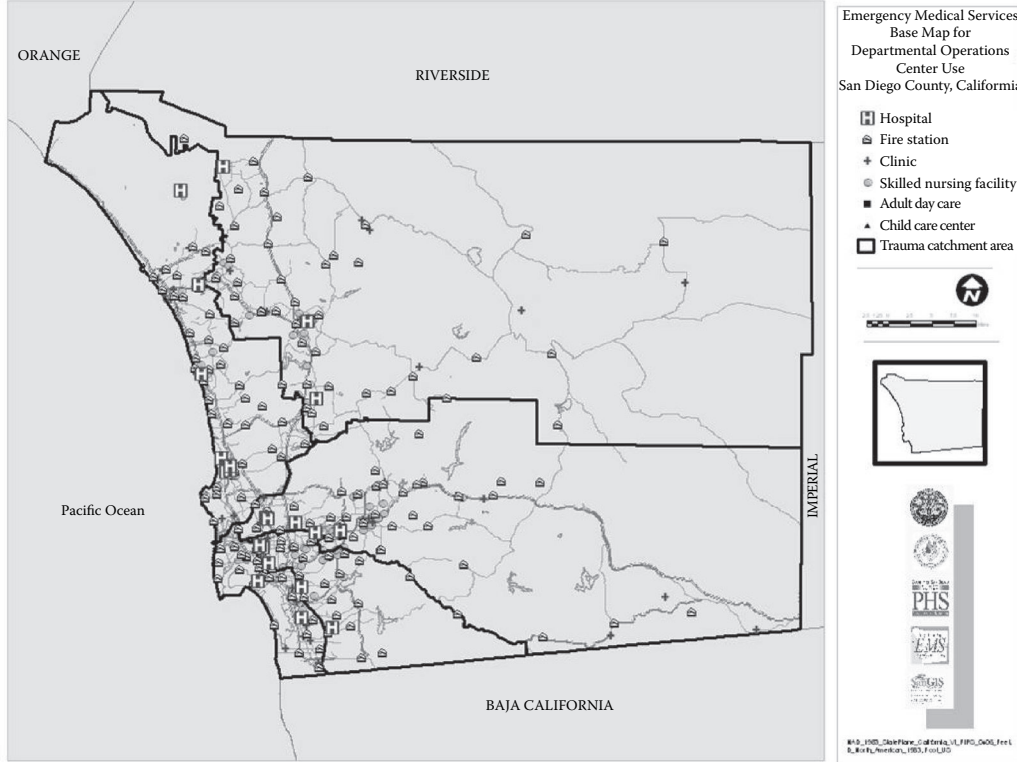 ORANGE
RIVERSIDE
Pacific Ocean
IMPERIAL
BAJA CALIFORNIA
Emergency Medical Services
Base Map for
Departmental Operations
Center Use
San Diego County, California
Hospital
Fire station
Clinic
Skilled nursing facility
Adult day care
Child care center
Trauma catchment area
N
PHS
EMS